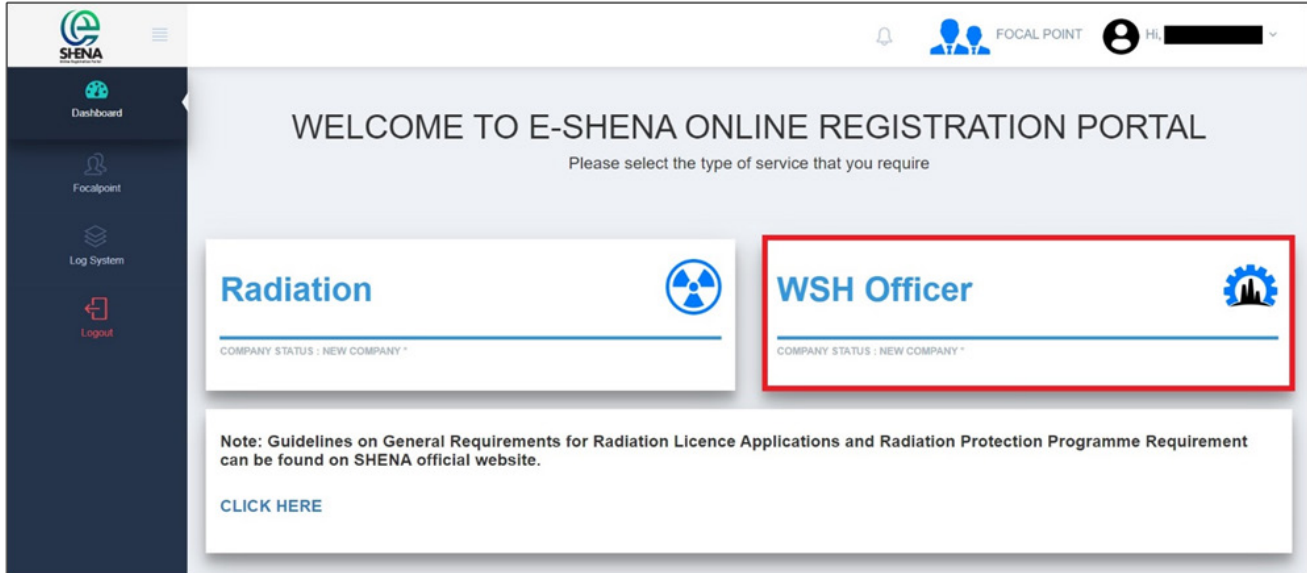 SHENA
FOCAL POINT
Hi,
Dashboard
Focalpoint
Log System
Logout
WELCOME TO E-SHENA ONLINE REGISTRATION PORTAL
Please select the type of service that you require
Radiation
COMPANY STATUS : NEW COMPANY *
WSH Officer
COMPANY STATUS : NEW COMPANY *
Note: Guidelines on General Requirements for Radiation Licence Applications and Radiation Protection Programme Requirement
can be found on SHENA official website.
CLICK HERE